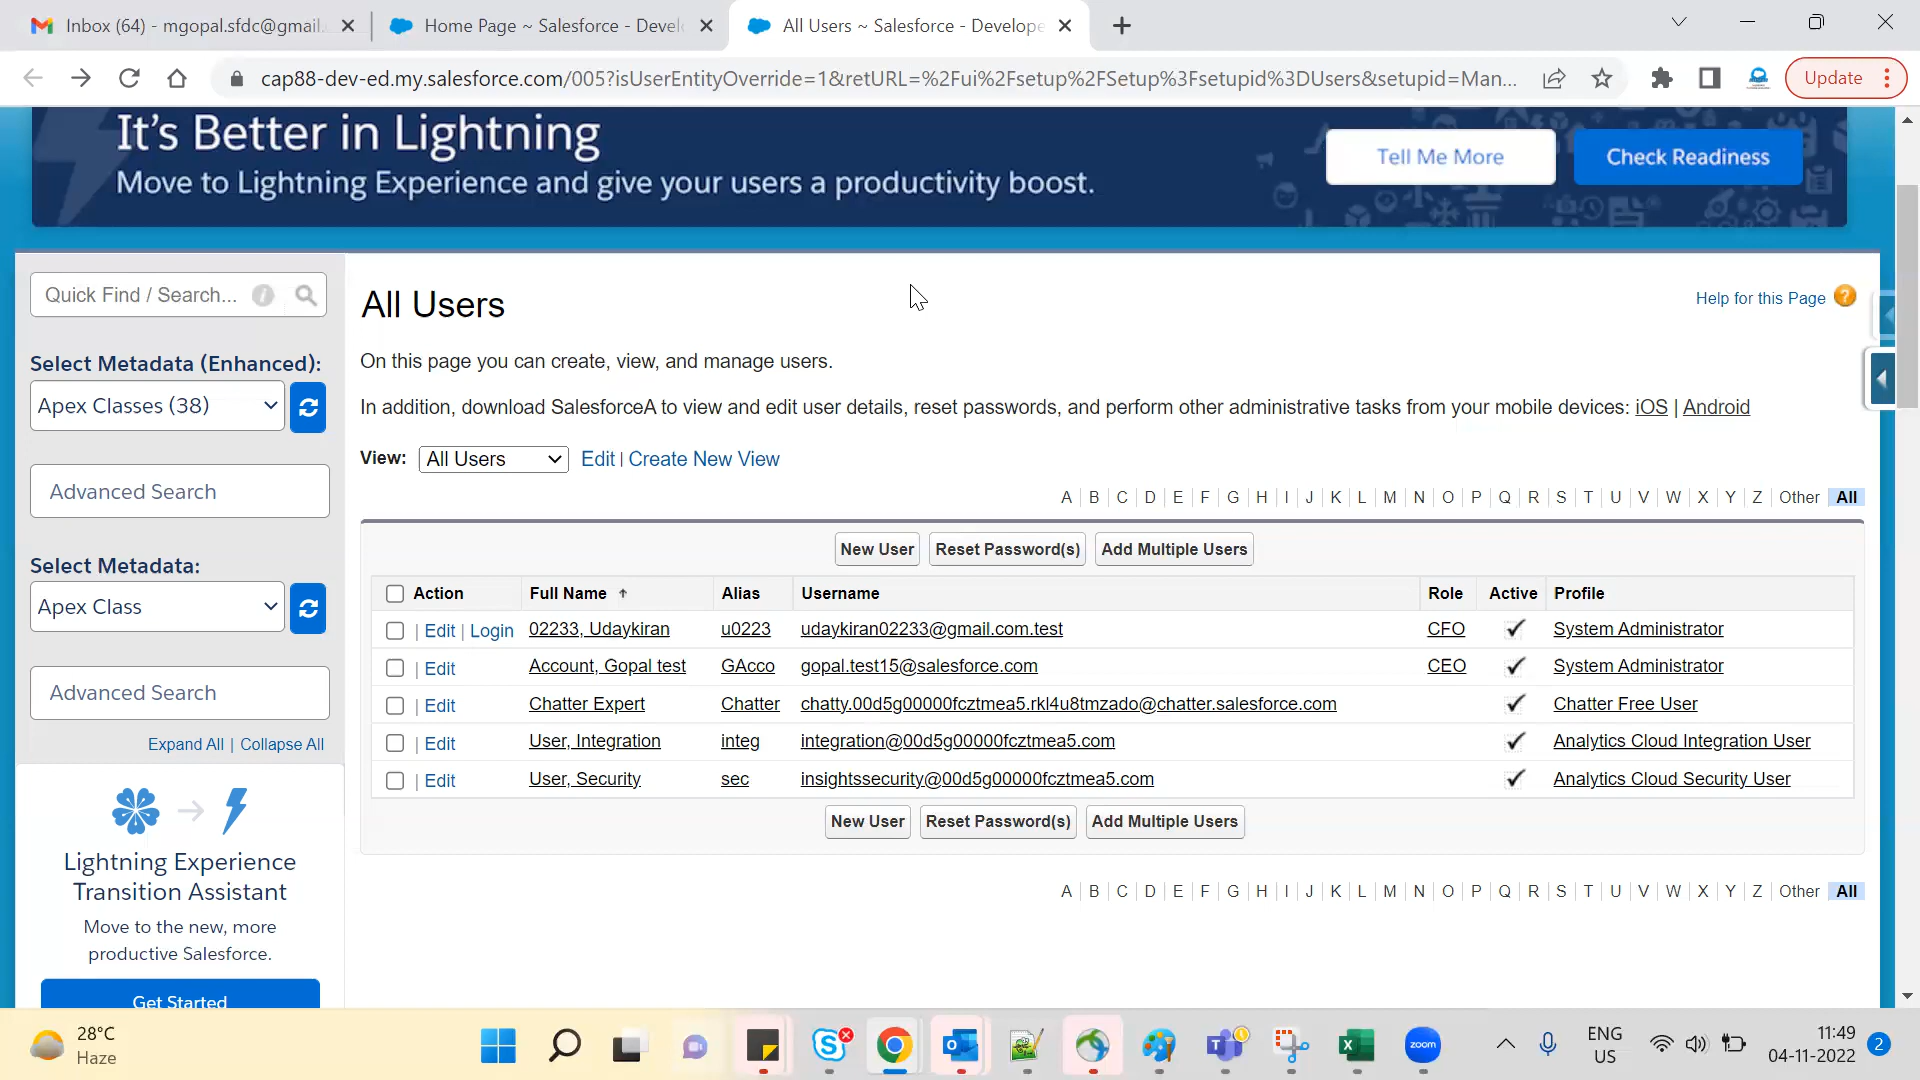 Inbox (64) - mgopal.sfdc@gmail.
Home Page ~ Salesforce - Devel
All Users ~ Salesforce - Develope
cap88-dev-ed.my.salesforce.com/005?isUserEntityOverride=1&retURL=%2Fui%2Fsetup%2FSetup%3Fsetupid%3DUsers&setupid=Man...
Update
It's Better in Lightning
Move to Lightning Experience and give your users a productivity boost.
Tell Me More
Check Readiness
Quick Find / Search...
Select Metadata (Enhanced):
Apex Classes (38)
Advanced Search
Select Metadata:
Apex Class
Advanced Search
Expand All | Collapse All
Lightning Experience
Transition Assistant
Move to the new, more
productive Salesforce.
Get Started
All Users
Help for this Page ?
On this page you can create, view, and manage users.
In addition, download SalesforceA to view and edit user details, reset passwords, and perform other administrative tasks from your mobile devices: iOS | Android
View: All Users Edit | Create New View
A | B | C | D | E | F | G | H | I | J | K | L | M | N | O | P | Q | R | S | T | U | V | W | X | Y | Z | Other | All
New User Reset Password(s) Add Multiple Users
Action Full Name Alias Username Role Active Profile
| Edit | Login 02233, Udaykiran u0223 udaykiran02233@gmail.com.test CFO System Administrator
| Edit Account, Gopal test GAcco gopal.test15@salesforce.com CEO System Administrator
| Edit Chatter Expert Chatter chatty.00d5g00000fcztmea5.rkl4u8tmzado@chatter.salesforce.com Chatter Free User
| Edit User, Integration integ integration@00d5g00000fcztmea5.com Analytics Cloud Integration User
| Edit User, Security sec insightssecurity@00d5g00000fcztmea5.com Analytics Cloud Security User
New User Reset Password(s) Add Multiple Users
A | B | C | D | E | F | G | H | I | J | K | L | M | N | O | P | Q | R | S | T | U | V | W | X | Y | Z | Other | All
28°C
Haze
zoom
ENG
US
11:49
04-11-2022
2